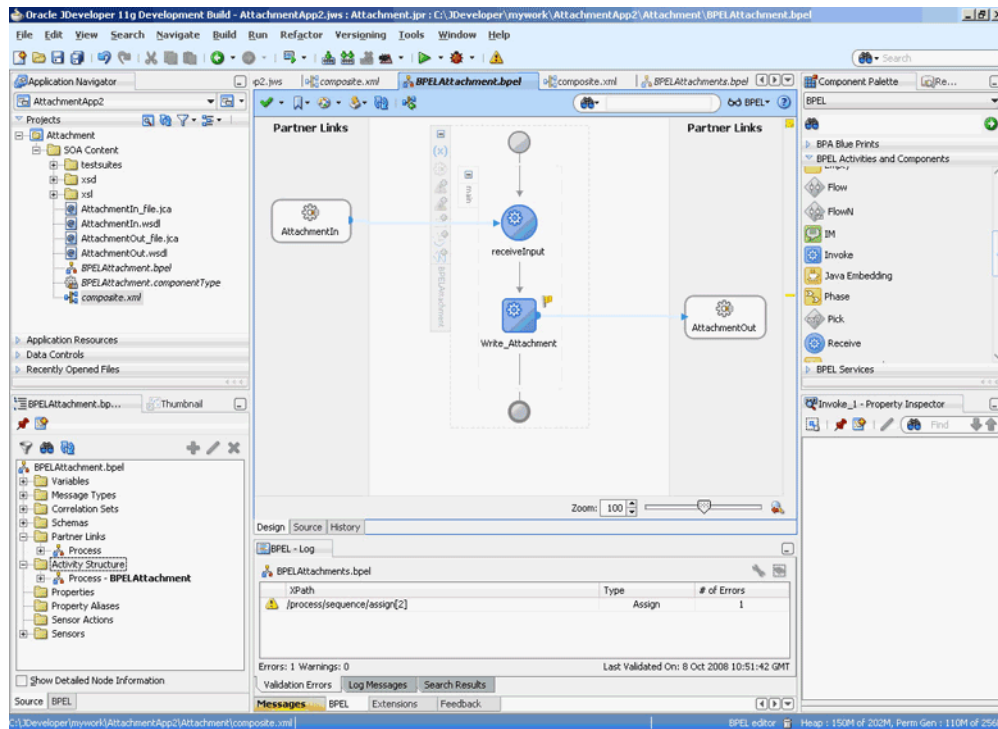 Oracle JDeveloper 11g Development Build - AttachmentApp2.jws : Attachment.jpr : C:\JDeveloper\mywork\AttachmentApp2\Attachment\BPELAttachment.bpel
File Edit View Search Navigate Build Run Refactor Versioning Tools Window Help
Search
Application Navigator
AttachmentApp2
Projects
Attachment
SOA Content
testsuites
xsd
xsl
AttachmentIn_file.jca
AttachmentIn.wsdl
AttachmentOut_file.jca
AttachmentOut.wsdl
BPELAttachment.bpel
BPELAttachment.componentType
composite.xml
Application Resources
Data Controls
Recently Opened Files
BPELAttachment.bp... Thumbnail
BPELAttachment.bpel
Variables
Message Types
Correlation Sets
Schemas
Partner Links
Process
Activity Structure
Process - BPELAttachment
Properties
Property Aliases
Sensor Actions
Sensors
Show Detailed Node Information
Source BPEL
p2.jws composite.xml BPELAttachment.bpel composite.xml BPELAttachments.bpel
BPEL
Partner Links
Partner Links
(x)
main
BPELAttachment
AttachmentIn
receiveInput
Write_Attachment
AttachmentOut
Zoom: 100
Design Source History
BPEL - Log
BPELAttachments.bpel
XPath Type # of Errors
/process/sequence/assign[2] Assign 1
Errors: 1 Warnings: 0 Last Validated On: 8 Oct 2008 10:51:42 GMT
Validation Errors Log Messages Search Results
Messages BPEL Extensions Feedback
Component Palette Re...
BPEL
BPA Blue Prints
BPEL Activities and Components
Empty
Flow
FlowN
IM
Invoke
Java Embedding
Phase
Pick
Receive
BPEL Services
Invoke_1 - Property Inspector
Find
C:\JDeveloper\mywork\AttachmentApp2\Attachment\composite.xml BPEL editor Heap : 150M of 202M, Perm Gen : 110M of 256